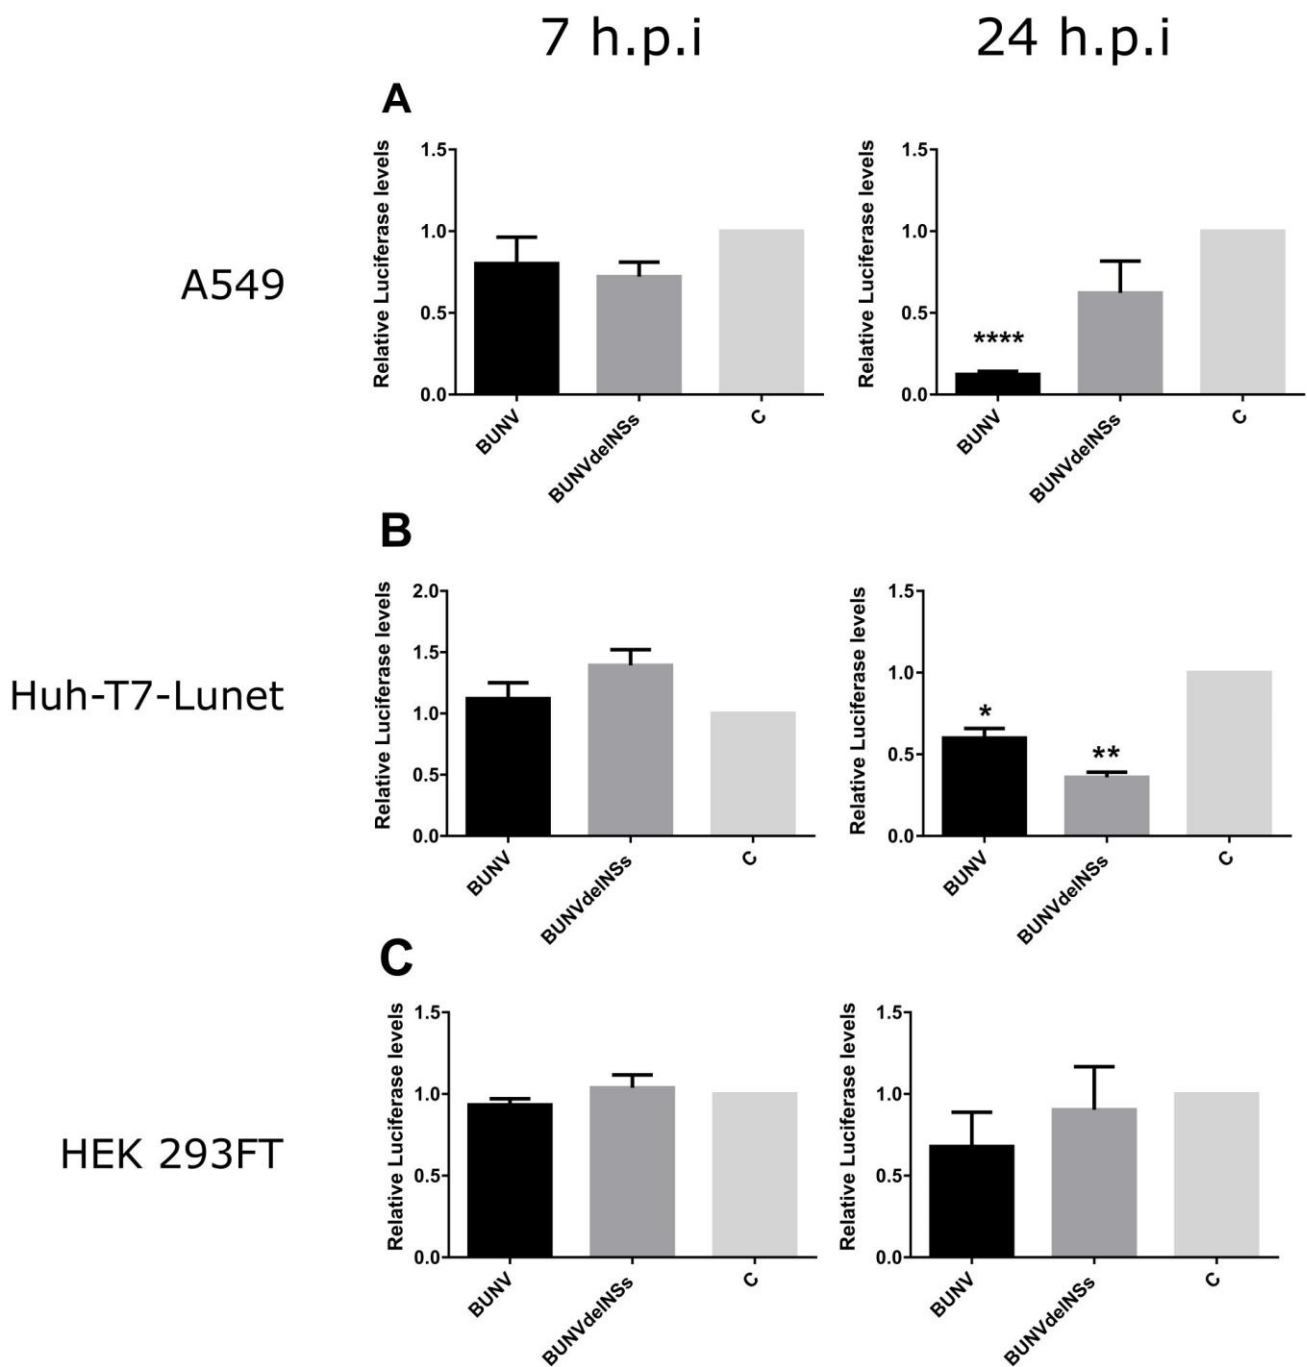 7 h.p.i
24 h.p.i
A
A549
Relative Luciferase levels
1.5
1.0
0.5
0.0
BUNV
BUNVdelNSs
C
Relative Luciferase levels
1.5
1.0
0.5
0.0
****
BUNV
BUNVdelNSs
C
B
Huh-T7-Lunet
Relative Luciferase levels
2.0
1.5
1.0
0.5
0.0
BUNV
BUNVdelNSs
C
Relative Luciferase levels
1.5
1.0
0.5
0.0
*
**
BUNV
BUNVdelNSs
C
C
HEK 293FT
Relative Luciferase levels
1.5
1.0
0.5
0.0
BUNV
BUNVdelNSs
C
Relative Luciferase levels
1.5
1.0
0.5
0.0
BUNV
BUNVdelNSs
C